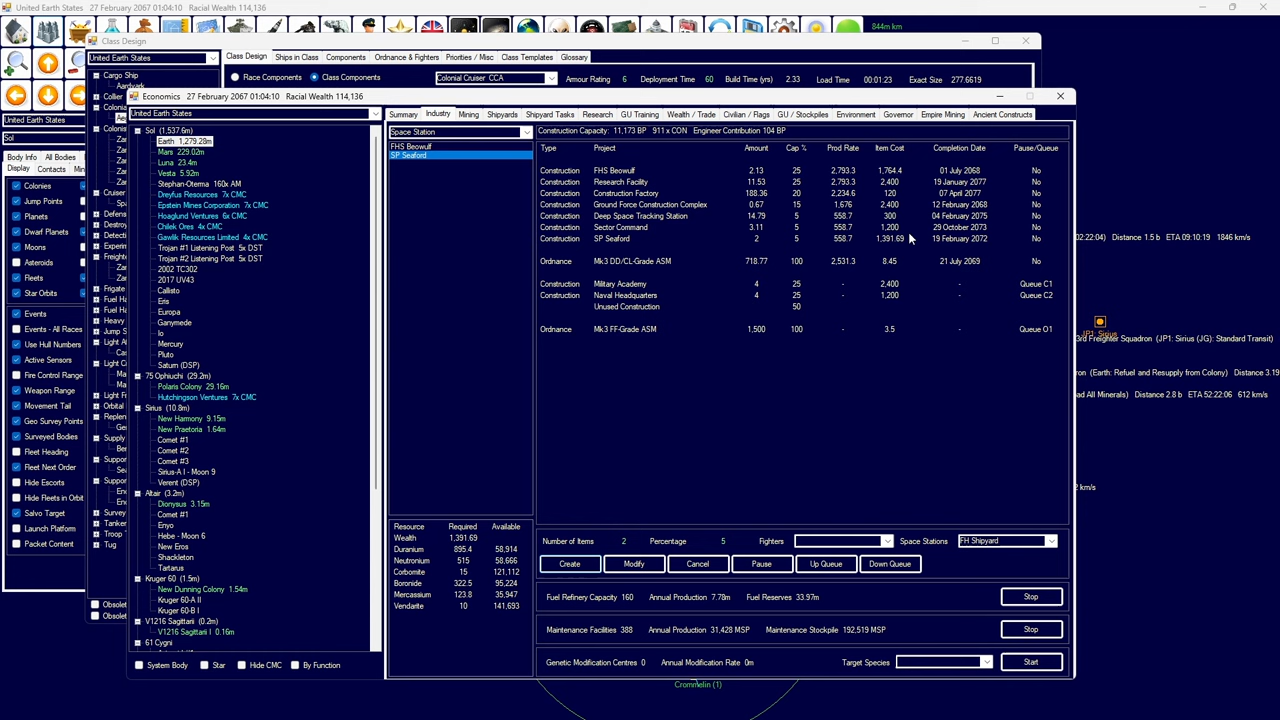 United Earth States    27 February 2067 01:04:10    Racial Wealth 114,136
844m km
Class Design
United Earth States
Class Design  Ships in Class  Components  Ordnance & Fighters  Priorities / Misc  Class Templates  Glossary
Cargo Ship
Race Components  Class Components  Colonial Cruiser CCA  Amour Rating  6  Deployment Time  60  Build Time (yrs)  2.33  Load Time  00:01:23  Exact Size  277.6619
Economics    27 February 2067 01:04:10    Racial Wealth 114,136
United Earth States
Summary  Industry  Mining  Shipyards  Shipyard Tasks  Research  GU Training  Wealth / Trade  Civilian / Flags  GU / Stockpiles  Environment  Governor  Empire Mining  Ancient Constructs
United Earth States
Sol
Body Info  All Bodies
Display  Contacts
Colonies
Jump Points
Planets
Dwarf Planets
Moons
Asteroids
Fleets
Star Orbits
Events
Events - All Races
Use Hull Numbers
Active Sensors
Fire Control Range
Weapon Range
Movement Tail
Geo Survey Points
Surveyed Bodies
Fleet Heading
Fleet Next Order
Hide Escorts
Hide Fleets in Orbit
Salvo Target
Launch Platform
Packet Content
Sol (1,537.6m)
Earth  1,279.28m
Mars  229.02m
Luna  23.4m
Vesta  5.92m
Stephan-Oterma  160x AM
Dreyfus Resources  7x CMC
Epstein Mines Corporation  7x CMC
Hoaglund Ventures  6x CMC
Chilek Ores  4x CMC
Gawlik Resources Limited  4x CMC
Trojan #1 Listening Post  5x DST
Trojan #2 Listening Post  5x DST
2002 TC302
2017 UV43
Callisto
Eris
Europa
Ganymede
Io
Mercury
Pluto
Saturn (DSP)
75 Ophiuchi (29.2m)
Polaris Colony  29.16m
Hutchingson Ventures  7x CMC
Sirius (10.8m)
New Harmony  9.15m
New Praetoria  1.64m
Comet #1
Comet #2
Comet #3
Sirius-A I - Moon 9
Verent (DSP)
Altair (3.2m)
Dionysius  3.15m
Comet #1
Enyo
Hebe - Moon 6
New Eros
Shackleton
Tartarus
Kruger 60 (1.5m)
New Dunning Colony  1.54m
Kruger 60-A II
Kruger 60-B I
V1216 Sagittarii (0.2m)
V1216 Sagittarii I  0.16m
61 Cygni
System Body  Star  Hide CMC  By Function
Space Station
FHS Beowulf
SP Seaford
Construction Capacity: 11,173 BP    911 x CON    Engineer Contribution 104 BP
Type  Project  Amount  Cap %  Prod Rate  Item Cost  Completion Date  Pause/Queue
Construction  FHS Beowulf  2.13  25  2,793.3  1,764.4  01 July 2068  No
Construction  Research Facility  11.53  25  2,793.3  2,400  19 January 2077  No
Construction  Construction Factory  188.36  20  2,234.6  120  07 April 2077  No
Construction  Ground Force Construction Complex  0.67  15  1,676  2,400  12 February 2068  No
Construction  Deep Space Tracking Station  14.79  5  558.7  300  04 February 2075  No
Construction  Sector Command  3.11  5  558.7  1,200  29 October 2073  No
Construction  SP Seaford  2  5  558.7  1,391.69  19 February 2072  No
Ordnance  Mk3 DD/CL-Grade ASM  718.77  100  2,531.3  8.45  21 July 2069  No
Construction  Military Academy  4  25  -  2,400  -  Queue C1
Construction  Naval Headquarters  4  25  -  1,200  -  Queue C2
Unused Construction  50
Ordnance  Mk3 FF-Grade ASM  1,500  100  -  3.5  -  Queue O1
Resource  Required  Available
Wealth  1,391.69
Duranium  895.4  58,914
Neutronium  515  58,666
Corbomite  15  121,112
Boronide  322.5  95,224
Mercassium  123.8  35,947
Vendarite  10  141,693
Number of Items  2  Percentage  5  Fighters  Space Stations  FH Shipyard
Create  Modify  Cancel  Pause  Up Queue  Down Queue
Fuel Refinery Capacity  160  Annual Production  7.78m  Fuel Reserves  33.97m  Stop
Maintenance Facilities  388  Annual Production  31,428 MSP  Maintenance Stockpile  192,519 MSP  Stop
Genetic Modification Centres  0  Annual Modification Rate  0m  Target Species  Start
02:22:04)  Distance 1.5 b  ETA 09:10:19  1846 km/s
JP1: Sirius
3rd Freighter Squadron  (JP1: Sirius (JG): Standard Transit)
(Earth: Refuel and Resupply from Colony)  Distance 3.19
ad All Minerals)  Distance 2.8 b  ETA 52:22:06  612 km/s
km/s
Crommelin (1)